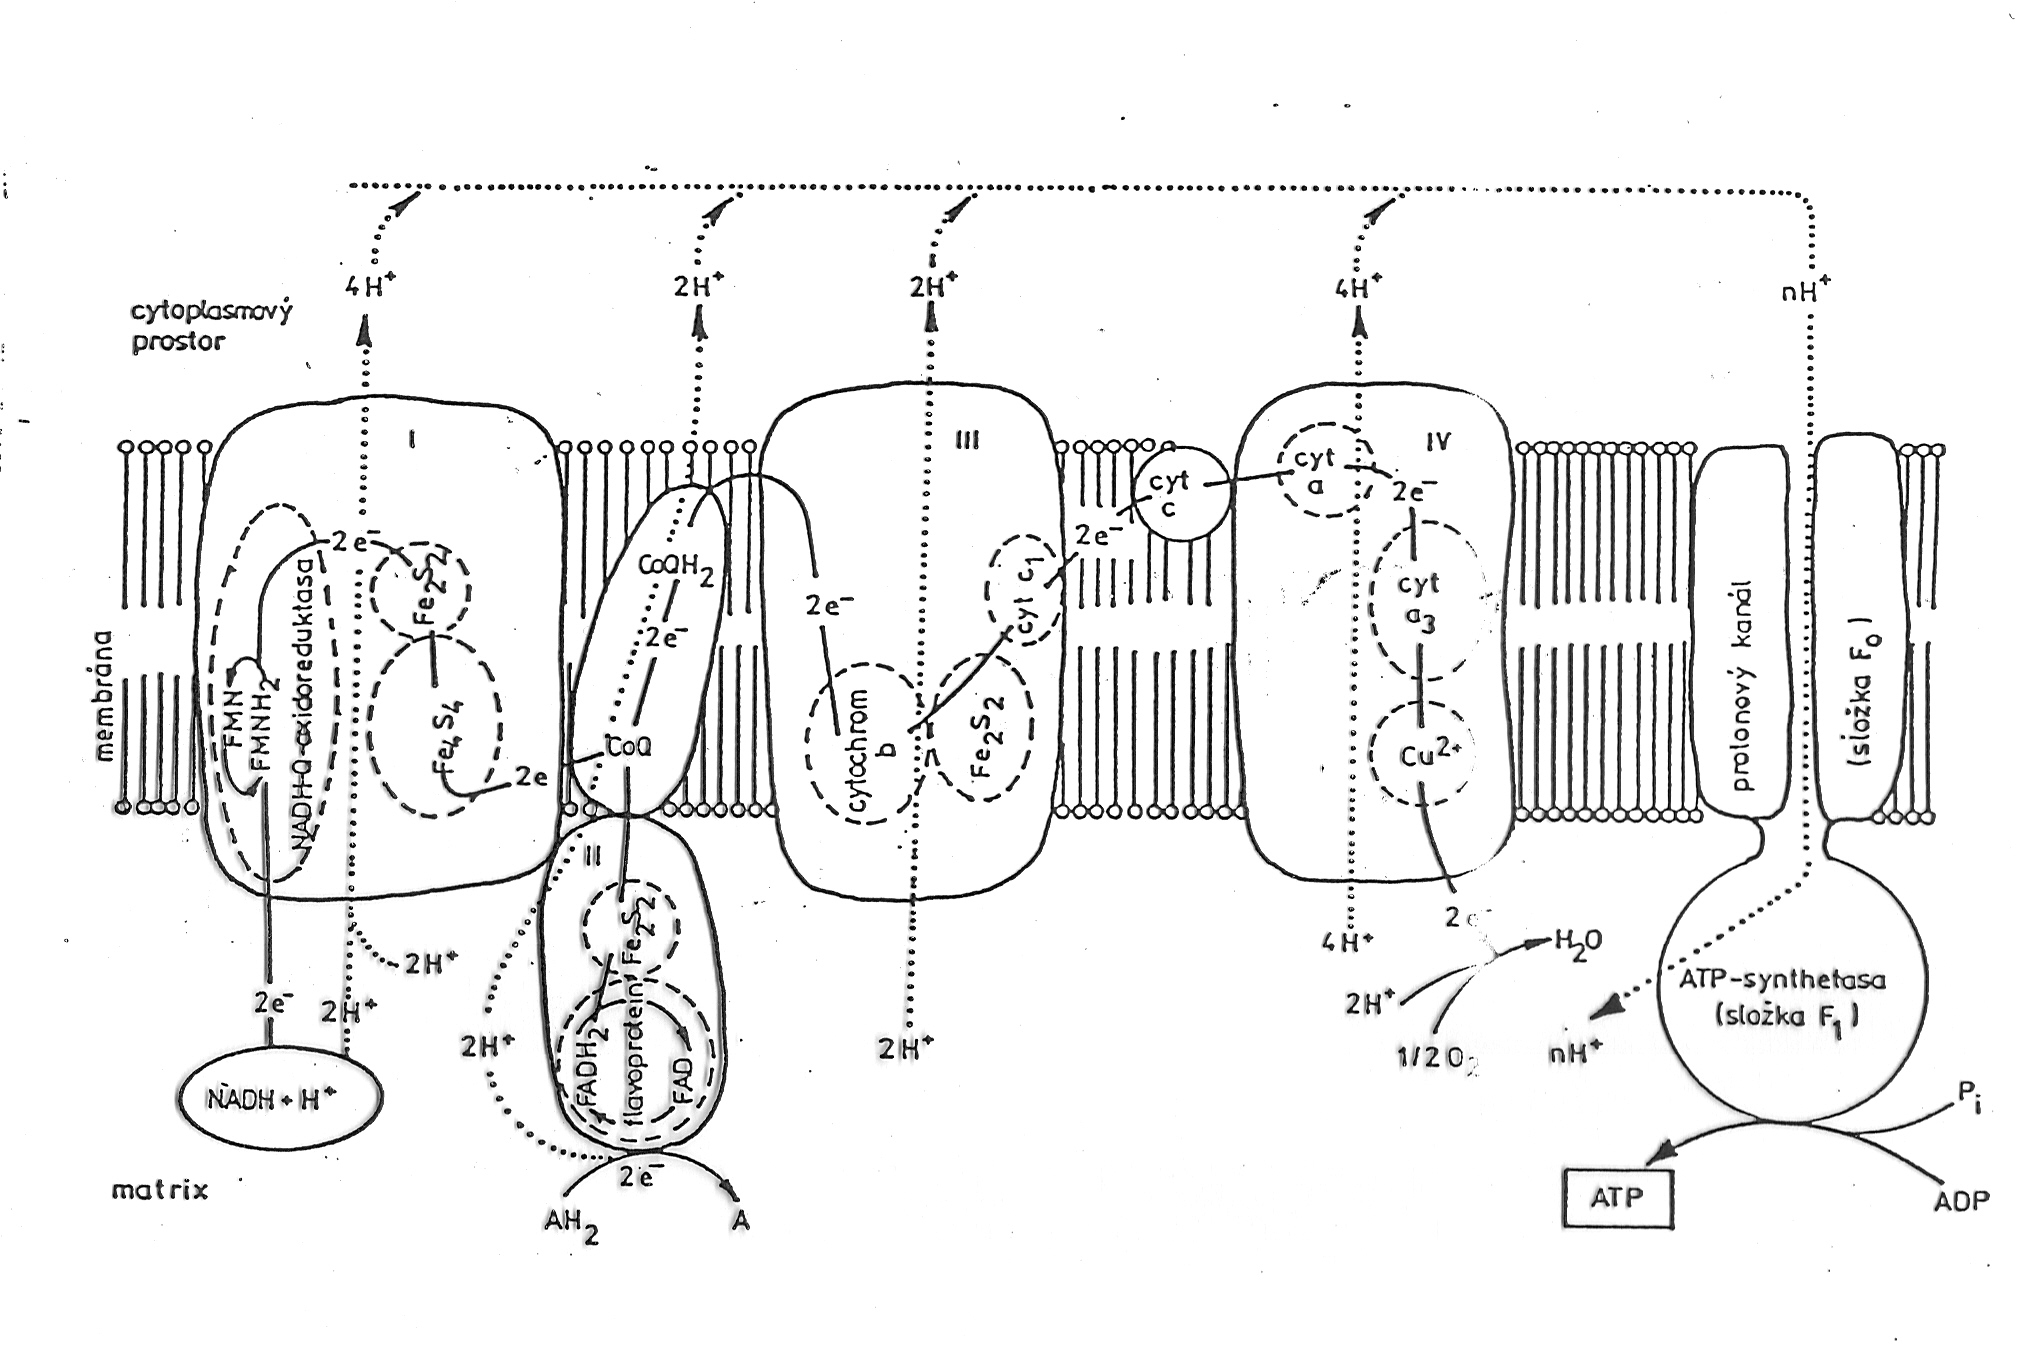 4H⁺
2H⁺
2H⁺
4H⁺
nH⁺
cytoplasmový
prostor
membrána
matrix
I
2e⁻
FMN
FMNH₂
NADH-Q-oxidoreduktasa
Fe₂S₂
Fe₄S₄
2e
2e⁻
2H⁺
2H⁺
NADH + H⁺
CoQH₂
2e⁻
CoQ
II
Fe₂S₂
FADH₂
flavoprotein
FAD
2H⁺
2e⁻
AH₂
A
III
2e⁻
cytochrom
b
Fe₂S₂
cyt c₁
2H⁺
2e⁻
cyt
c
IV
cyt
a
2e⁻
cyt
a₃
Cu²⁺
2e⁻
4H⁺
2H⁺
1/2O₂
H₂O
protonový kanál
(složka F₀)
ATP-synthetasa
(složka F₁)
nH⁺
Pᵢ
ADP
ATP